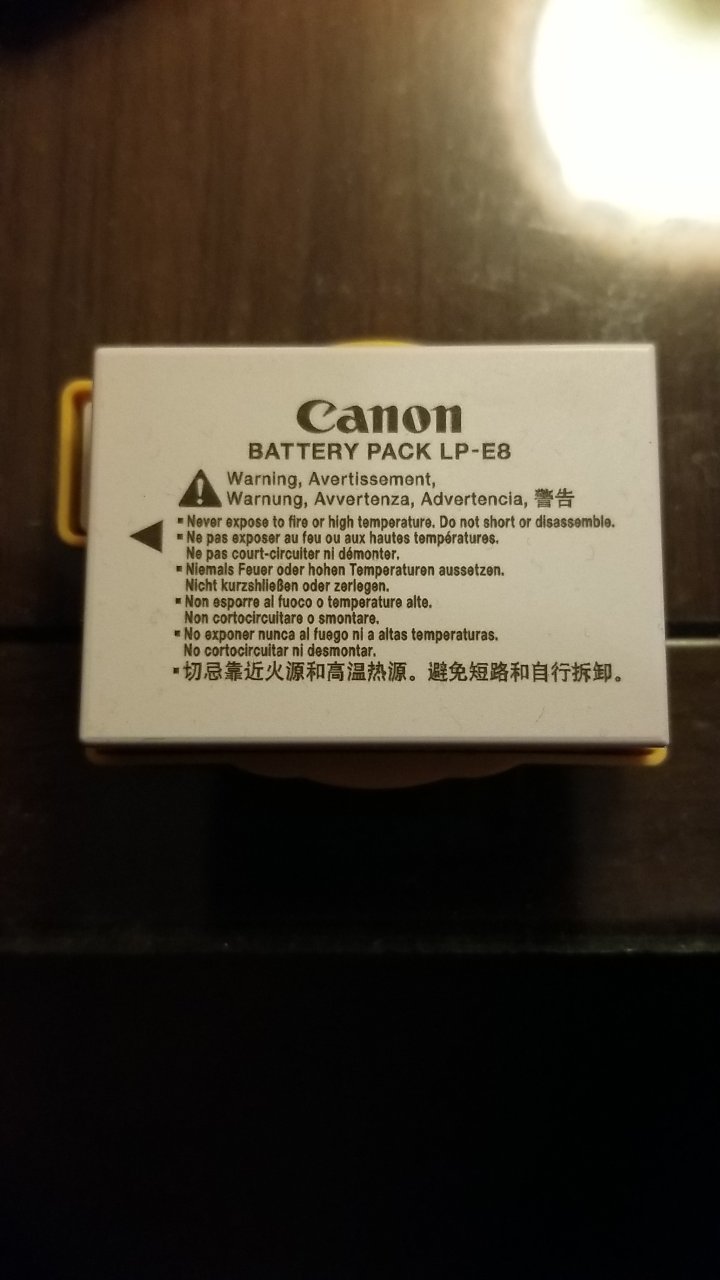 Canon
BATTERY PACK LP-E8
Warning, Avertissement,
Warnung, Avvertenza, Advertencia, 警告
▪ Never expose to fire or high temperature. Do not short or disassemble.
▪ Ne pas exposer au feu ou aux hautes températures.
Ne pas court-circuiter ni démonter.
▪ Niemals Feuer oder hohen Temperaturen aussetzen.
Nicht kurzshließen oder zerlegen.
▪ Non esporre al fuoco o temperature alte.
Non cortocircuitare o smontare.
▪ No exponer nunca al fuego ni a altas temperaturas.
No cortocircuitar ni desmontar.
▪ 切忌靠近火源和高温热源。避免短路和自行拆卸。